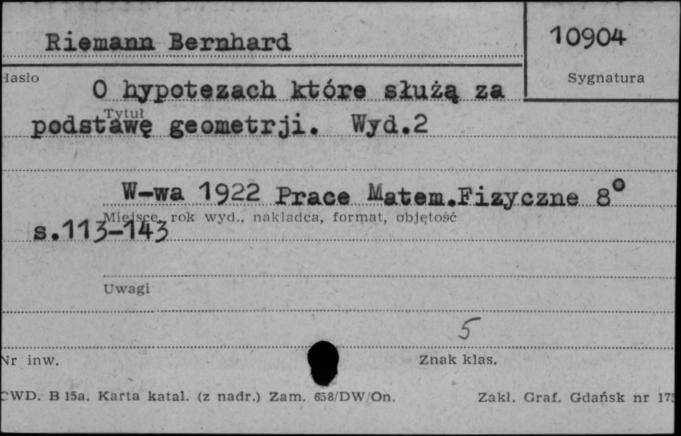 Riemann Bernhard
10904
Hasło
Sygnatura
O hypotezach które służą za
Tytuł
podstawę geometrji. Wyd.2
W-wa 1922 Prace Matem.Fizyczne 8°
Miejsce, rok wyd., nakładca, format, objętość
s.113-143
Uwagi
5
Nr inw.
Znak klas.
CWD. B 15a. Karta katal. (z nadr.) Zam. 658/DW/On.
Zakł. Graf. Gdańsk nr 175